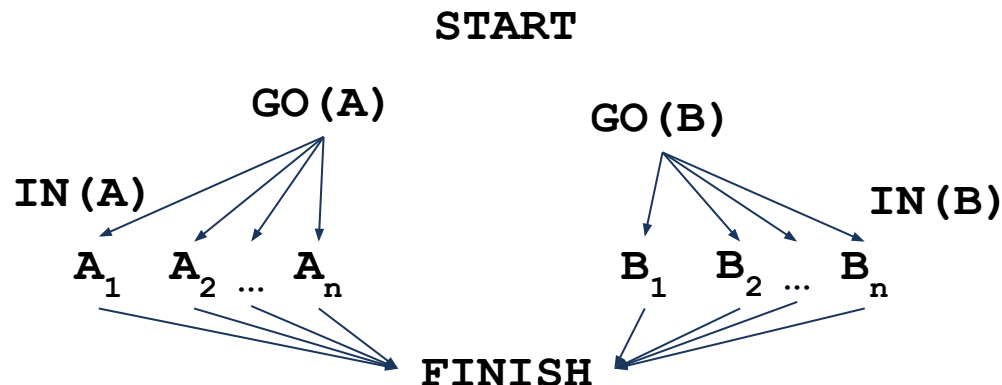 START
GO(A)
GO(B)
IN(A)
IN(B)
A1 A2 ... An
B1 B2 ... Bn
FINISH